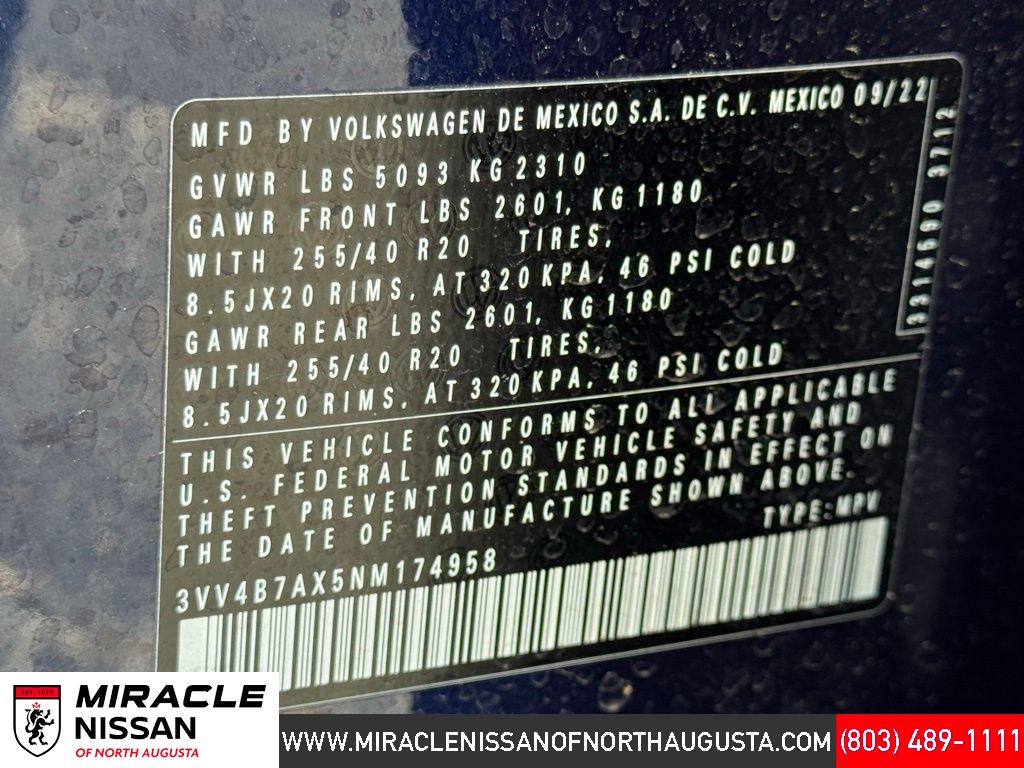 MFD BY VOLKSWAGEN DE MEXICO S.A. DE C.V. MEXICO 09/22
GVWR LBS 5093 KG 2310
GAWR FRONT LBS 2601, KG 1180
WITH 255/40 R20 TIRES,
8.5JX20 RIMS, AT 320 KPA, 46 PSI COLD
GAWR REAR LBS 2601, KG 1180
WITH 255/40 R20 TIRES,
8.5JX20 RIMS, AT 320 KPA, 46 PSI COLD
3314690 3712
THIS VEHICLE CONFORMS TO ALL APPLICABLE
U.S. FEDERAL MOTOR VEHICLE SAFETY AND
THEFT PREVENTION STANDARDS IN EFFECT ON
THE DATE OF MANUFACTURE SHOWN ABOVE.
TYPE:MPV
3VV4B7AX5NM174958
MIRACLE
NISSAN
OF NORTH AUGUSTA
WWW.MIRACLENISSANOFNORTHAUGUSTA.COM
(803) 489-1111